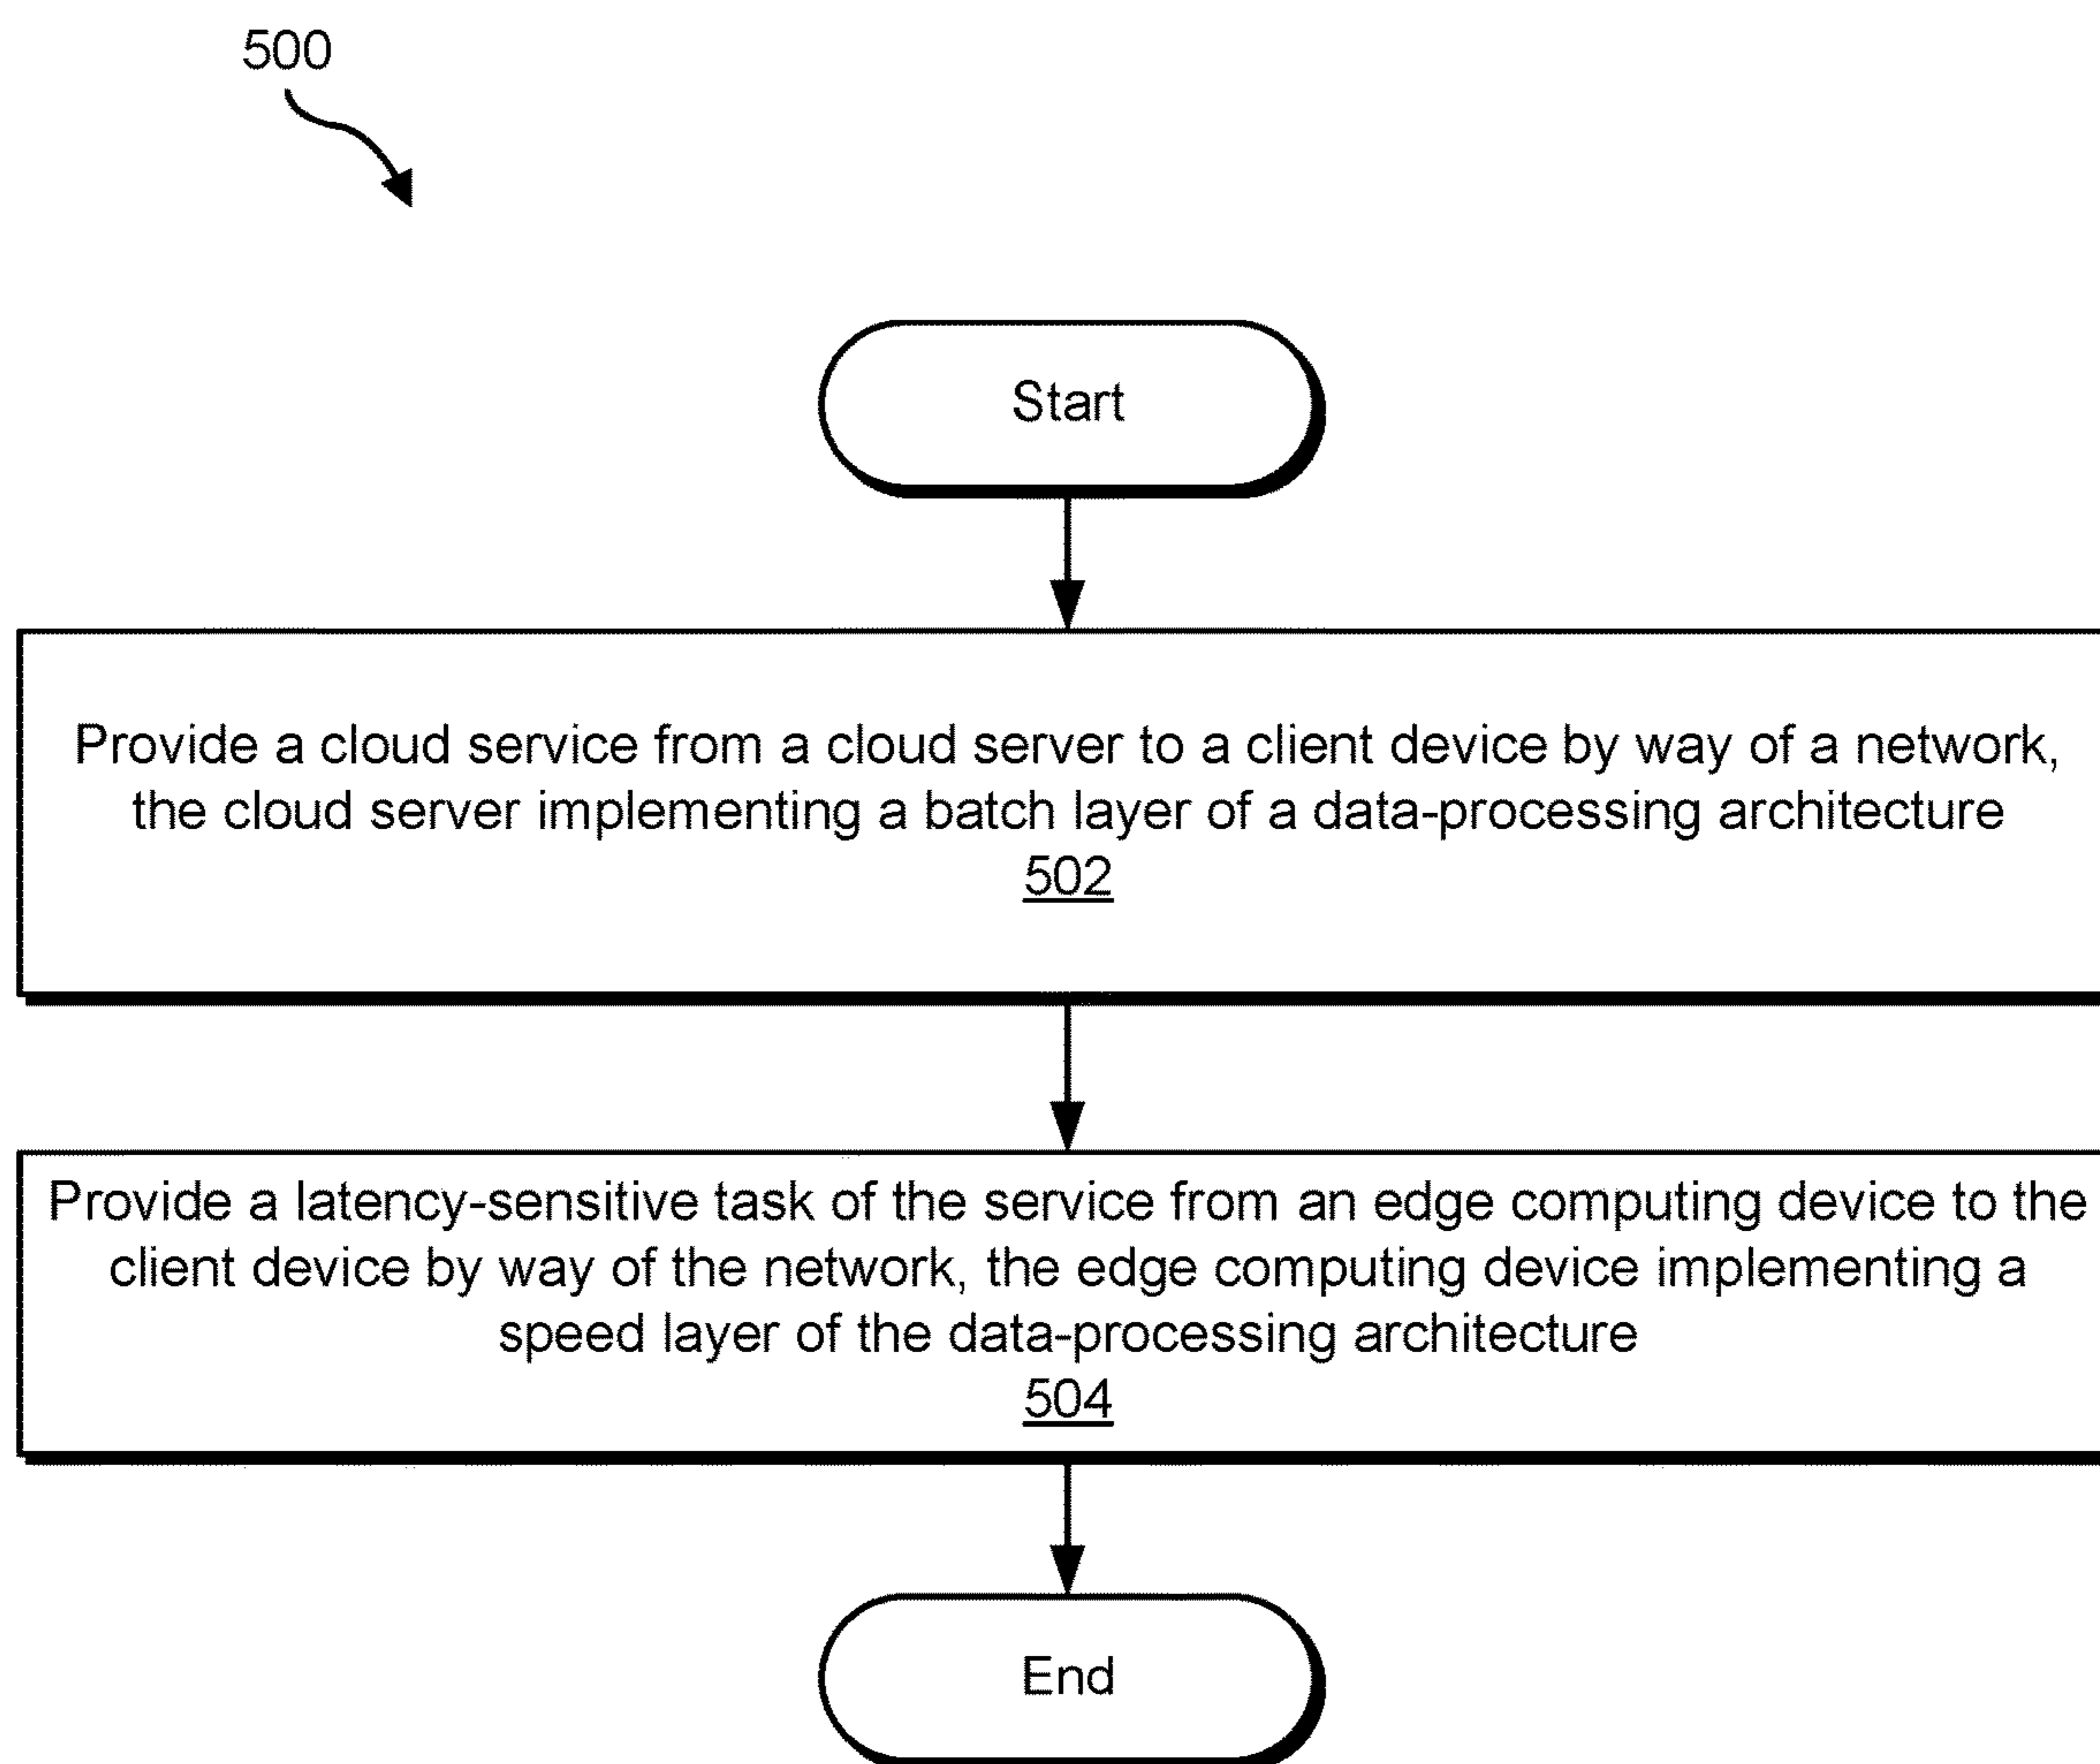 500
Start
Provide a cloud service from a cloud server to a client device by way of a network,
the cloud server implementing a batch layer of a data-processing architecture
502
Provide a latency-sensitive task of the service from an edge computing device to the
client device by way of the network, the edge computing device implementing a
speed layer of the data-processing architecture
504
End